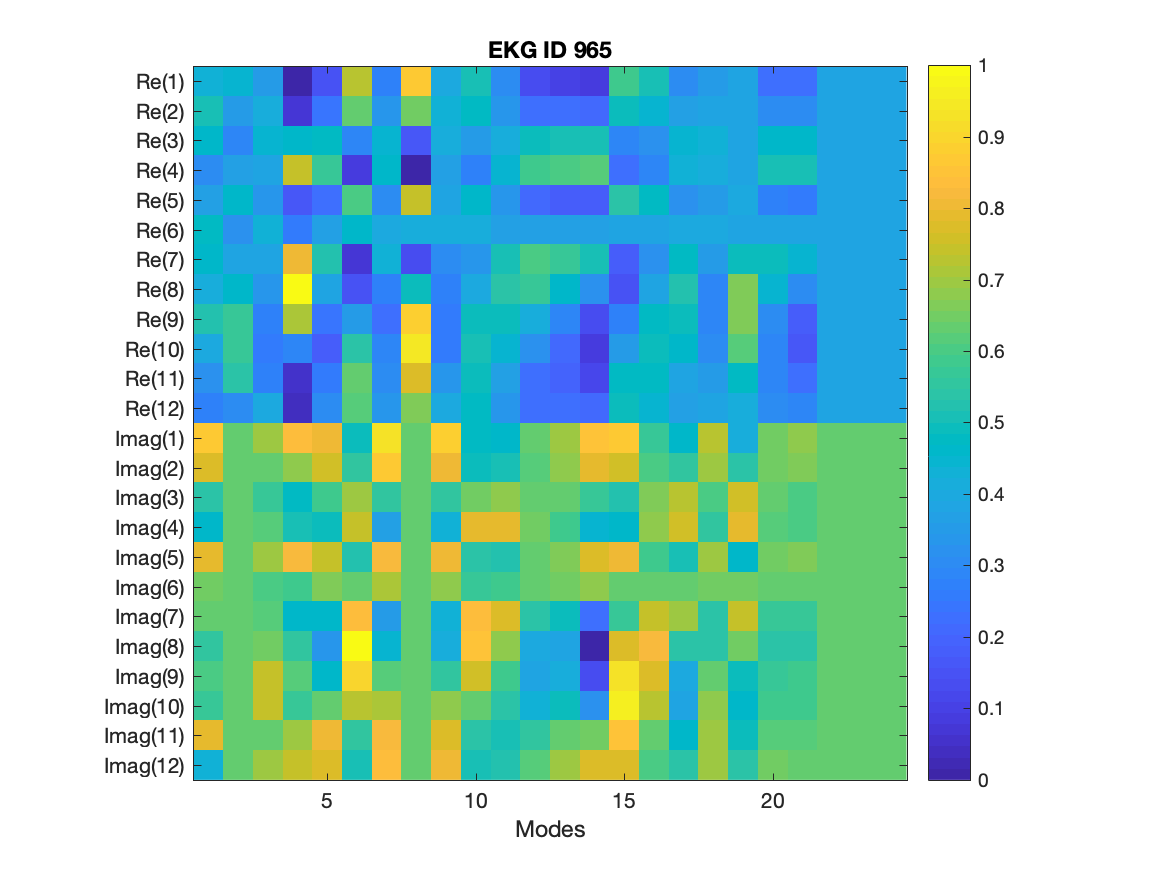 EKG ID 965
Re(1)
Re(2)
Re(3)
Re(4)
Re(5)
Re(6)
Re(7)
Re(8)
Re(9)
Re(10)
Re(11)
Re(12)
Imag(1)
Imag(2)
Imag(3)
Imag(4)
Imag(5)
Imag(6)
Imag(7)
Imag(8)
Imag(9)
Imag(10)
Imag(11)
Imag(12)
5 10 15 20
Modes
1
0.9
0.8
0.7
0.6
0.5
0.4
0.3
0.2
0.1
0